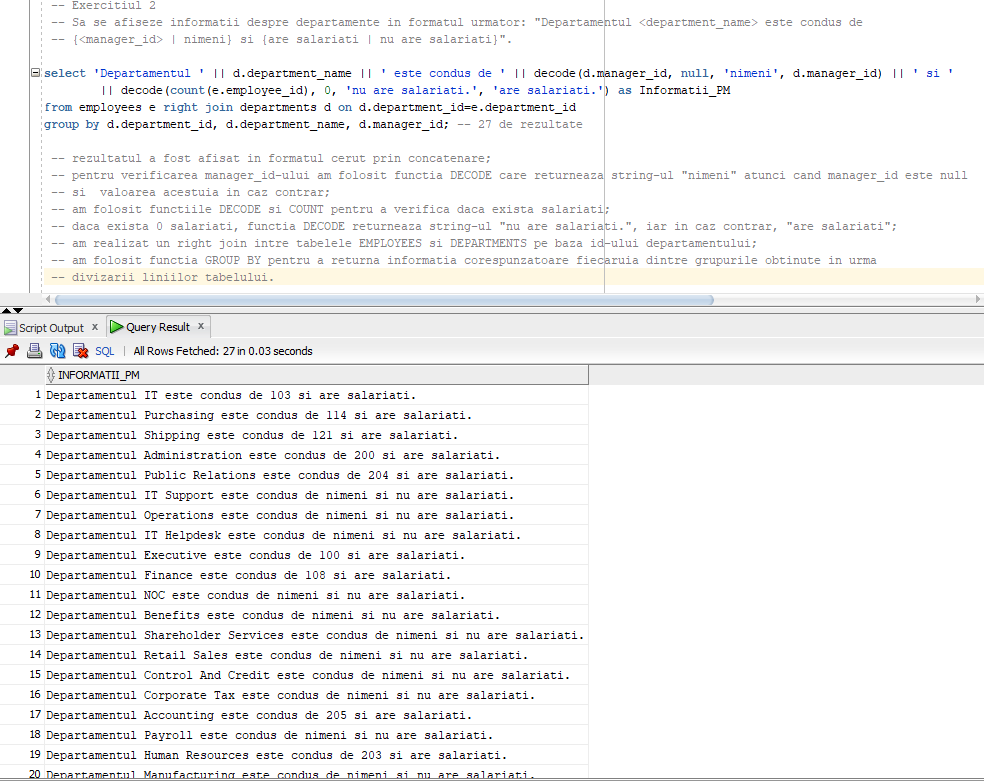 -- Exercitiul 2
-- Sa se afiseze informatii despre departamente in formatul urmator: "Departamentul <department_name> este condus de
-- {<manager_id> | nimeni} si {are salariati | nu are salariati}".
select 'Departamentul ' || d.department_name || ' este condus de ' || decode(d.manager_id, null, 'nimeni', d.manager_id) || ' si '
|| decode(count(e.employee_id), 0, 'nu are salariati.', 'are salariati.') as Informatii_PM
from employees e right join departments d on d.department_id=e.department_id
group by d.department_id, d.department_name, d.manager_id; -- 27 de rezultate
-- rezultatul a fost afisat in formatul cerut prin concatenare;
-- pentru verificarea manager_id-ului am folosit functia DECODE care returneaza string-ul "nimeni" atunci cand manager_id este null
-- si  valoarea acestuia in caz contrar;
-- am folosit functiile DECODE si COUNT pentru a verifica daca exista salariati;
-- daca exista 0 salariati, functia DECODE returneaza string-ul "nu are salariati.", iar in caz contrar, "are salariati";
-- am realizat un right join intre tabelele EMPLOYEES si DEPARTMENTS pe baza id-ului departamentului;
-- am folosit functia GROUP BY pentru a returna informatia corespunzatoare fiecaruia dintre grupurile obtinute in urma
-- divizarii liniilor tabelului.
Script Output x Query Result x
SQL | All Rows Fetched: 27 in 0.03 seconds
INFORMATII_PM
1 Departamentul IT este condus de 103 si are salariati.
2 Departamentul Purchasing este condus de 114 si are salariati.
3 Departamentul Shipping este condus de 121 si are salariati.
4 Departamentul Administration este condus de 200 si are salariati.
5 Departamentul Public Relations este condus de 204 si are salariati.
6 Departamentul IT Support este condus de nimeni si nu are salariati.
7 Departamentul Operations este condus de nimeni si nu are salariati.
8 Departamentul IT Helpdesk este condus de nimeni si nu are salariati.
9 Departamentul Executive este condus de 100 si are salariati.
10 Departamentul Finance este condus de 108 si are salariati.
11 Departamentul NOC este condus de nimeni si nu are salariati.
12 Departamentul Benefits este condus de nimeni si nu are salariati.
13 Departamentul Shareholder Services este condus de nimeni si nu are salariati.
14 Departamentul Retail Sales este condus de nimeni si nu are salariati.
15 Departamentul Control And Credit este condus de nimeni si nu are salariati.
16 Departamentul Corporate Tax este condus de nimeni si nu are salariati.
17 Departamentul Accounting este condus de 205 si are salariati.
18 Departamentul Payroll este condus de nimeni si nu are salariati.
19 Departamentul Human Resources este condus de 203 si are salariati.
20 Departamentul Manufacturing este condus de nimeni si nu are salariati.